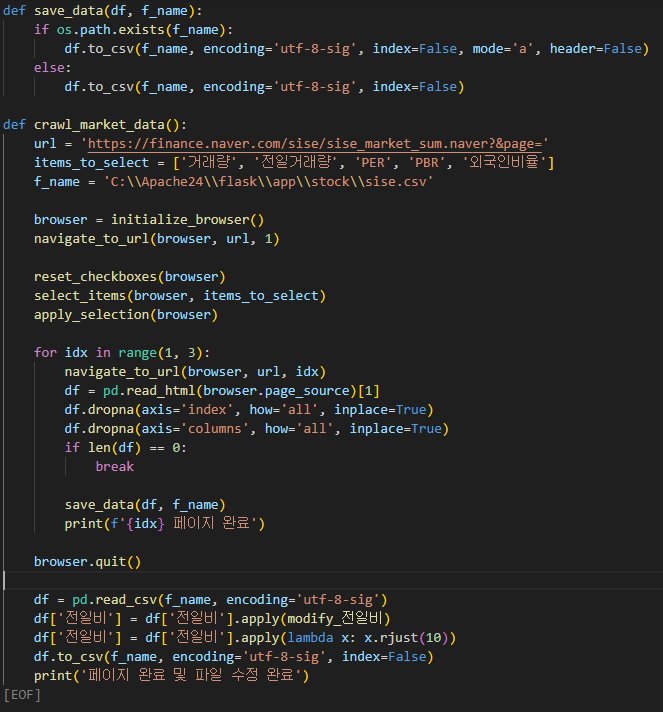 def save_data(df, f_name):
    if os.path.exists(f_name):
        df.to_csv(f_name, encoding='utf-8-sig', index=False, mode='a', header=False)
    else:
        df.to_csv(f_name, encoding='utf-8-sig', index=False)
def crawl_market_data():
    url = 'https://finance.naver.com/sise/sise_market_sum.naver?&page='
    items_to_select = ['거래량', '전일거래량', 'PER', 'PBR', '외국인비율']
    f_name = 'C:\\Apache24\\flask\\app\\stock\\sise.csv'
    browser = initialize_browser()
    navigate_to_url(browser, url, 1)
    reset_checkboxes(browser)
    select_items(browser, items_to_select)
    apply_selection(browser)
    for idx in range(1, 3):
        navigate_to_url(browser, url, idx)
        df = pd.read_html(browser.page_source)[1]
        df.dropna(axis='index', how='all', inplace=True)
        df.dropna(axis='columns', how='all', inplace=True)
        if len(df) == 0:
            break
        save_data(df, f_name)
        print(f'{idx} 페이지 완료')
    browser.quit()
    df = pd.read_csv(f_name, encoding='utf-8-sig')
    df['전일비'] = df['전일비'].apply(modify_전일비)
    df['전일비'] = df['전일비'].apply(lambda x: x.rjust(10))
    df.to_csv(f_name, encoding='utf-8-sig', index=False)
    print('페이지 완료 및 파일 수정 완료')
[EOF]